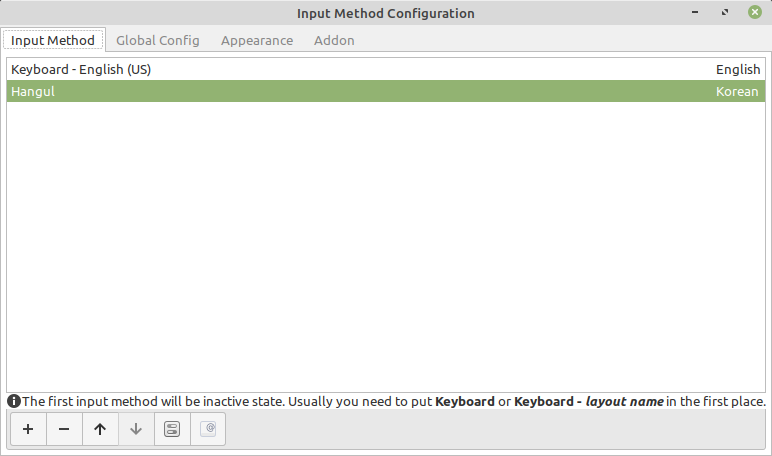 Input Method Configuration
Input Method Global Config Appearance Addon
Keyboard - English (US) English
Hangul Korean
The first input method will be inactive state. Usually you need to put Keyboard or Keyboard - layout name in the first place.